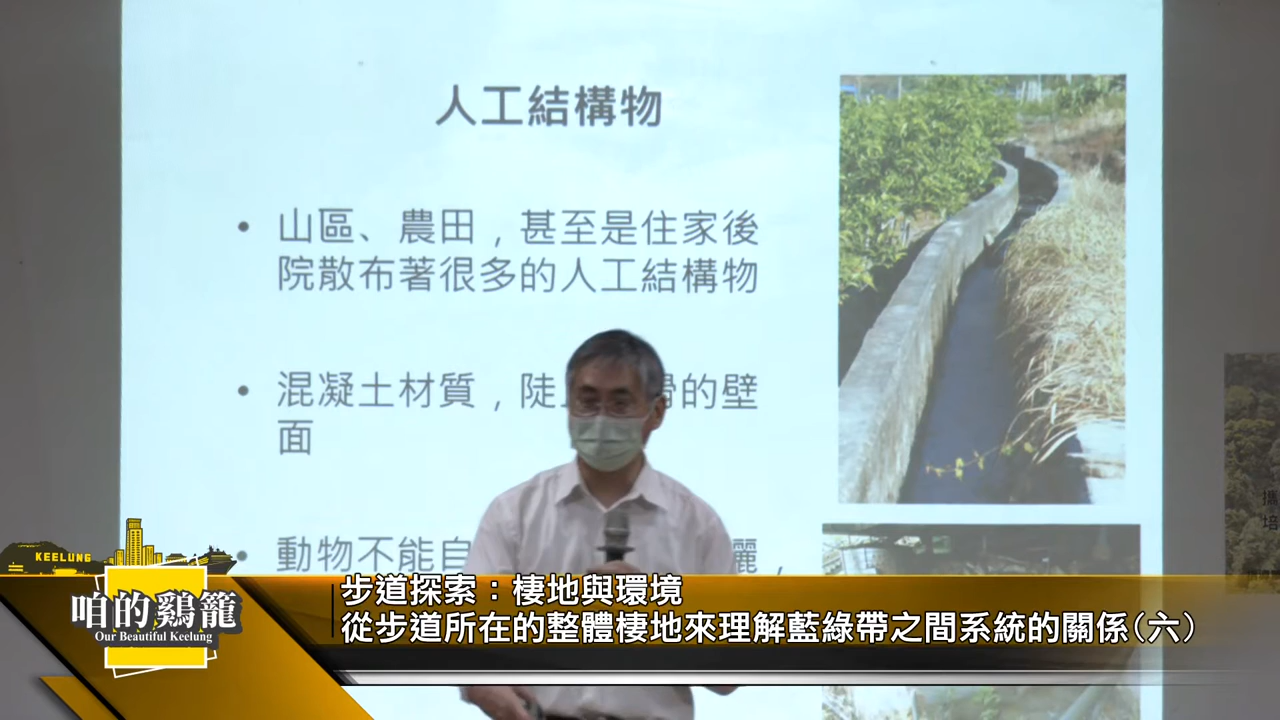 人工結構物
• 山區、農田，甚至是住家後
院散布著很多的人工結構物
• 混凝土材質，陡
滑的壁
面
• 動物不能自
KEELUNG
咱的鷄籠
Our Beautiful Keelung
步道探索：棲地與環境
從步道所在的整體棲地來理解藍綠帶之間系統的關係(六)